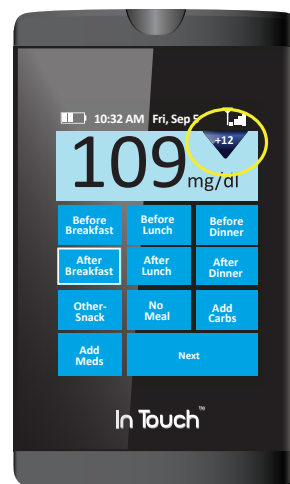 10:32 AM Fri, Sep 5
+12
109 mg/dl
Before Breakfast
Before Lunch
Before Dinner
After Breakfast
After Lunch
After Dinner
Other-Snack
No Meal
Add Carbs
Add Meds
Next
In Touch™